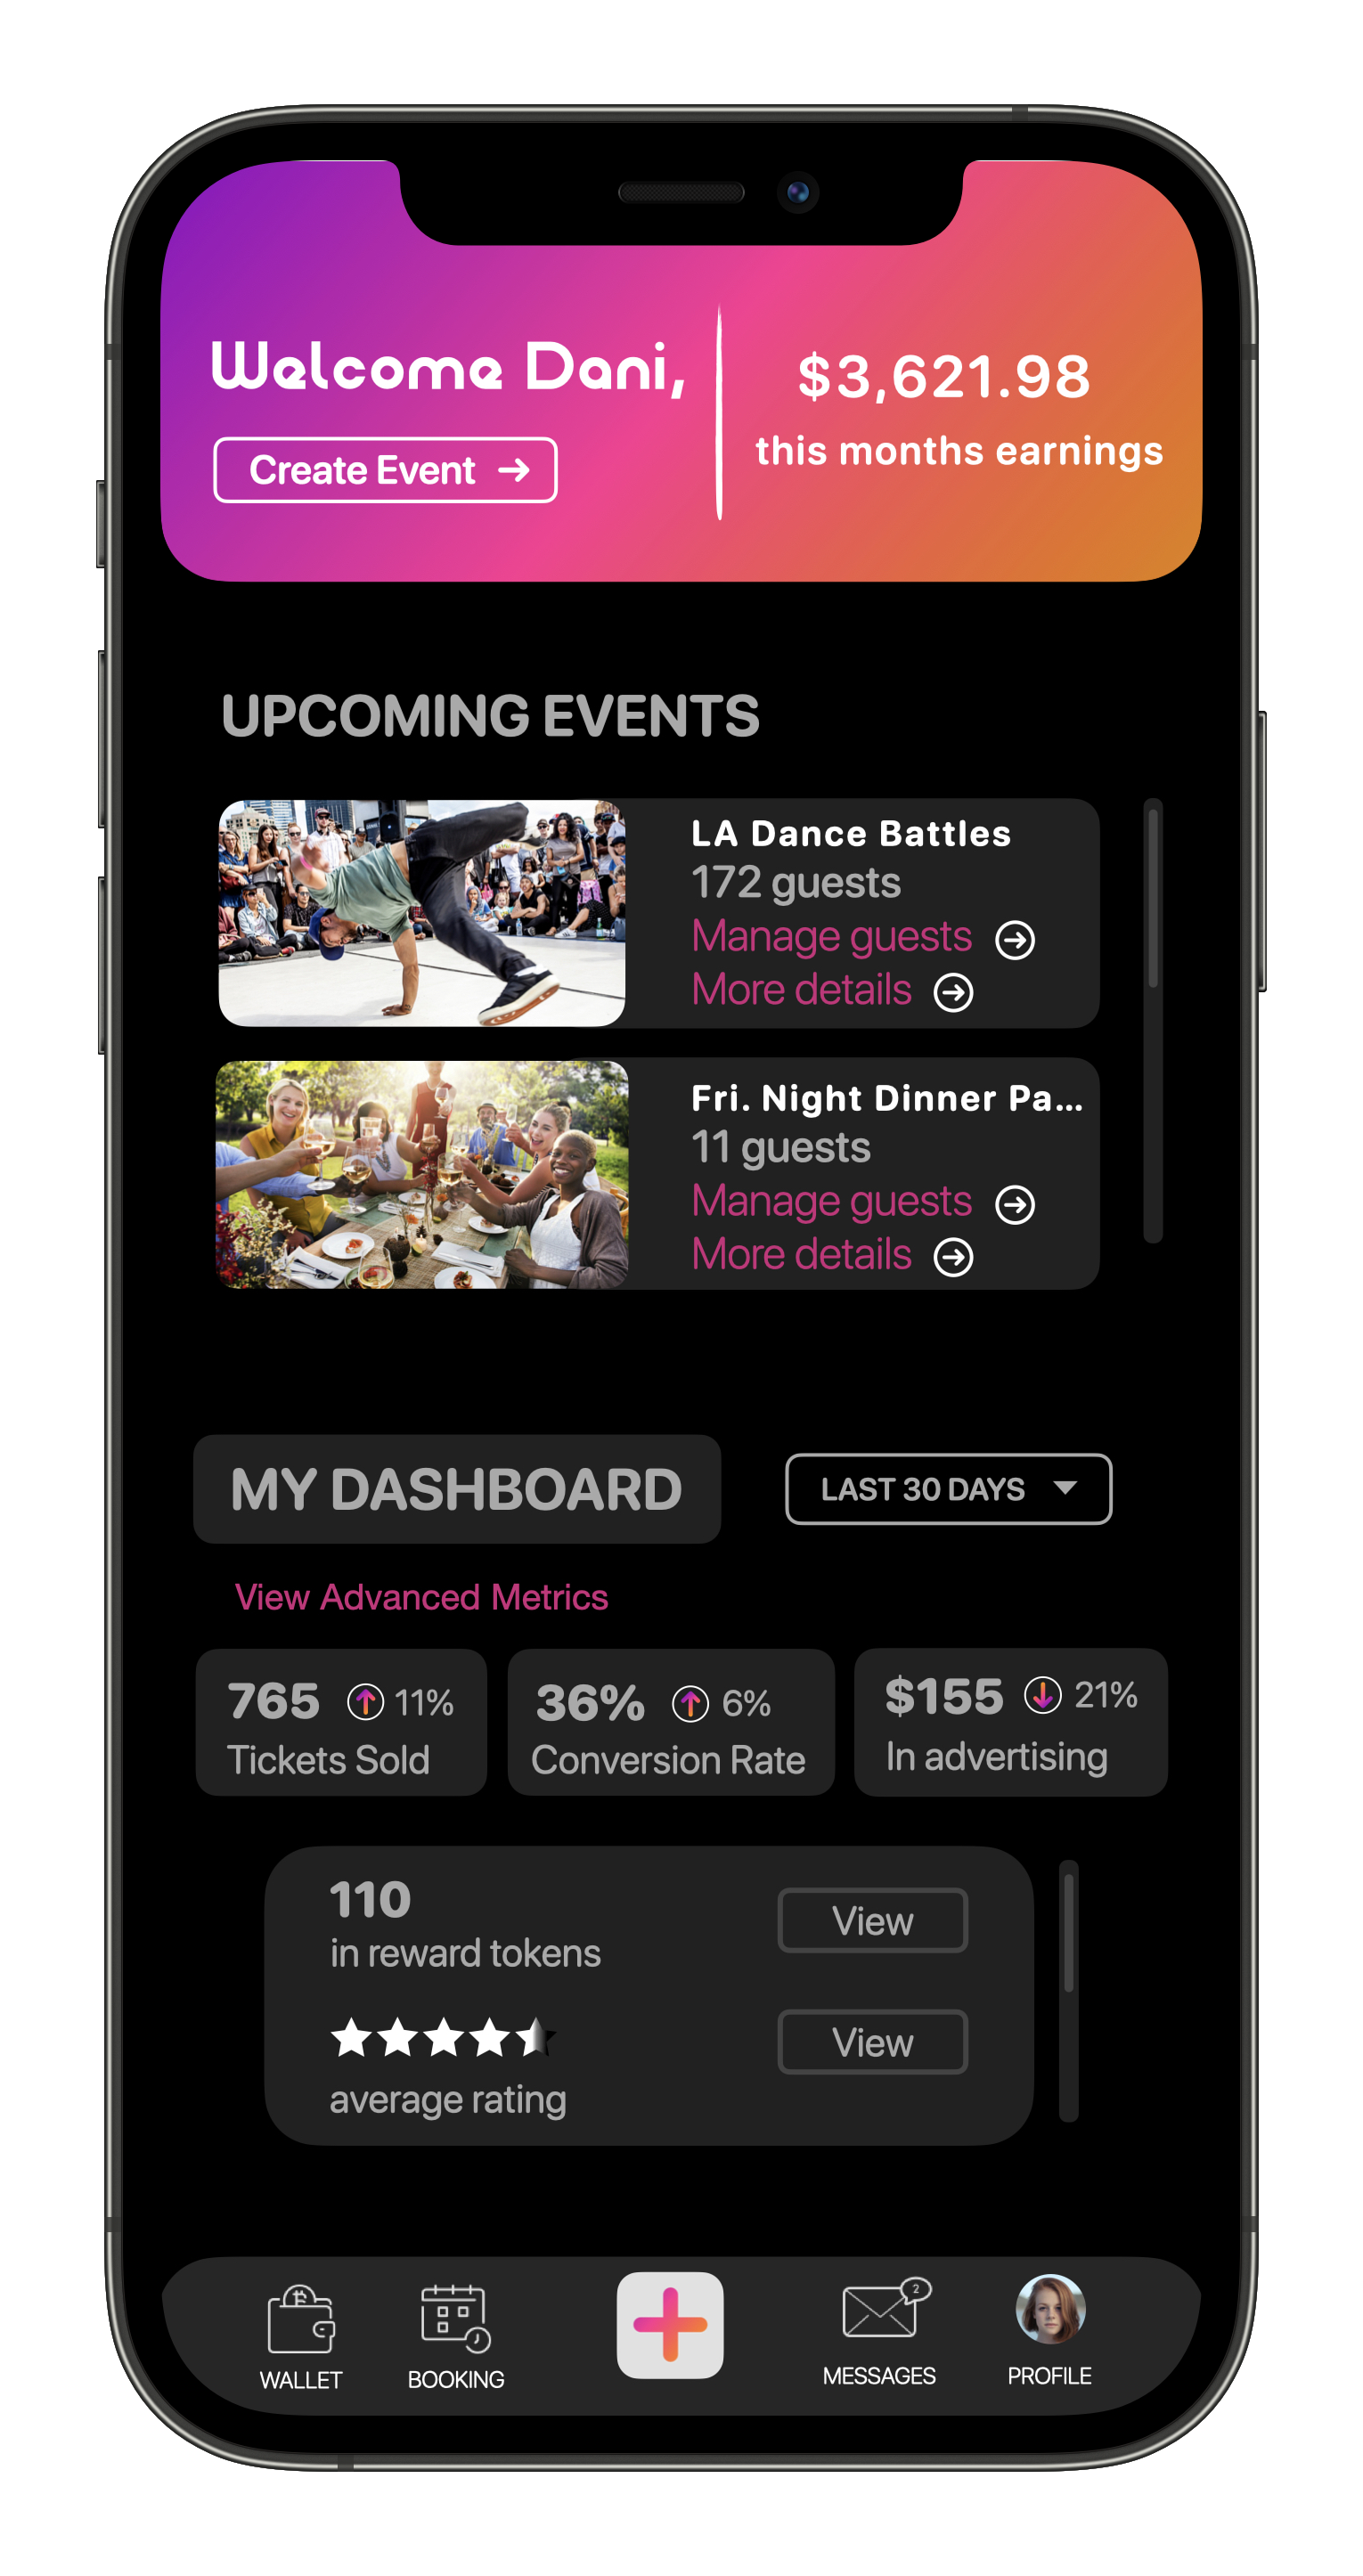 Welcome Dani,
Create Event
$3,621.98
this months earnings
UPCOMING EVENTS
LA Dance Battles
172 guests
Manage guests
More details
Fri. Night Dinner Pa...
11 guests
Manage guests
More details
MY DASHBOARD
LAST 30 DAYS
View Advanced Metrics
765 11%
Tickets Sold
36% 6%
Conversion Rate
$155 21%
In advertising
110
in reward tokens
View
average rating
View
2
WALLET
BOOKING
MESSAGES
PROFILE